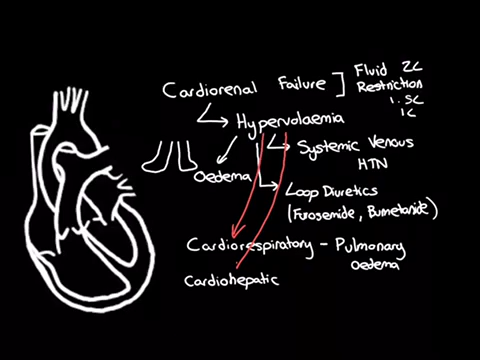 Cardiorenal Failure ] Fluid 2L
Restriction
1.5L
1L
Hypervolaemia
Systemic Venous
HTN
Oedema
Loop Diuretics
(Furosemide, Bumetanide)
Cardiorespiratory - Pulmonary
Oedema
Cardiohepatic